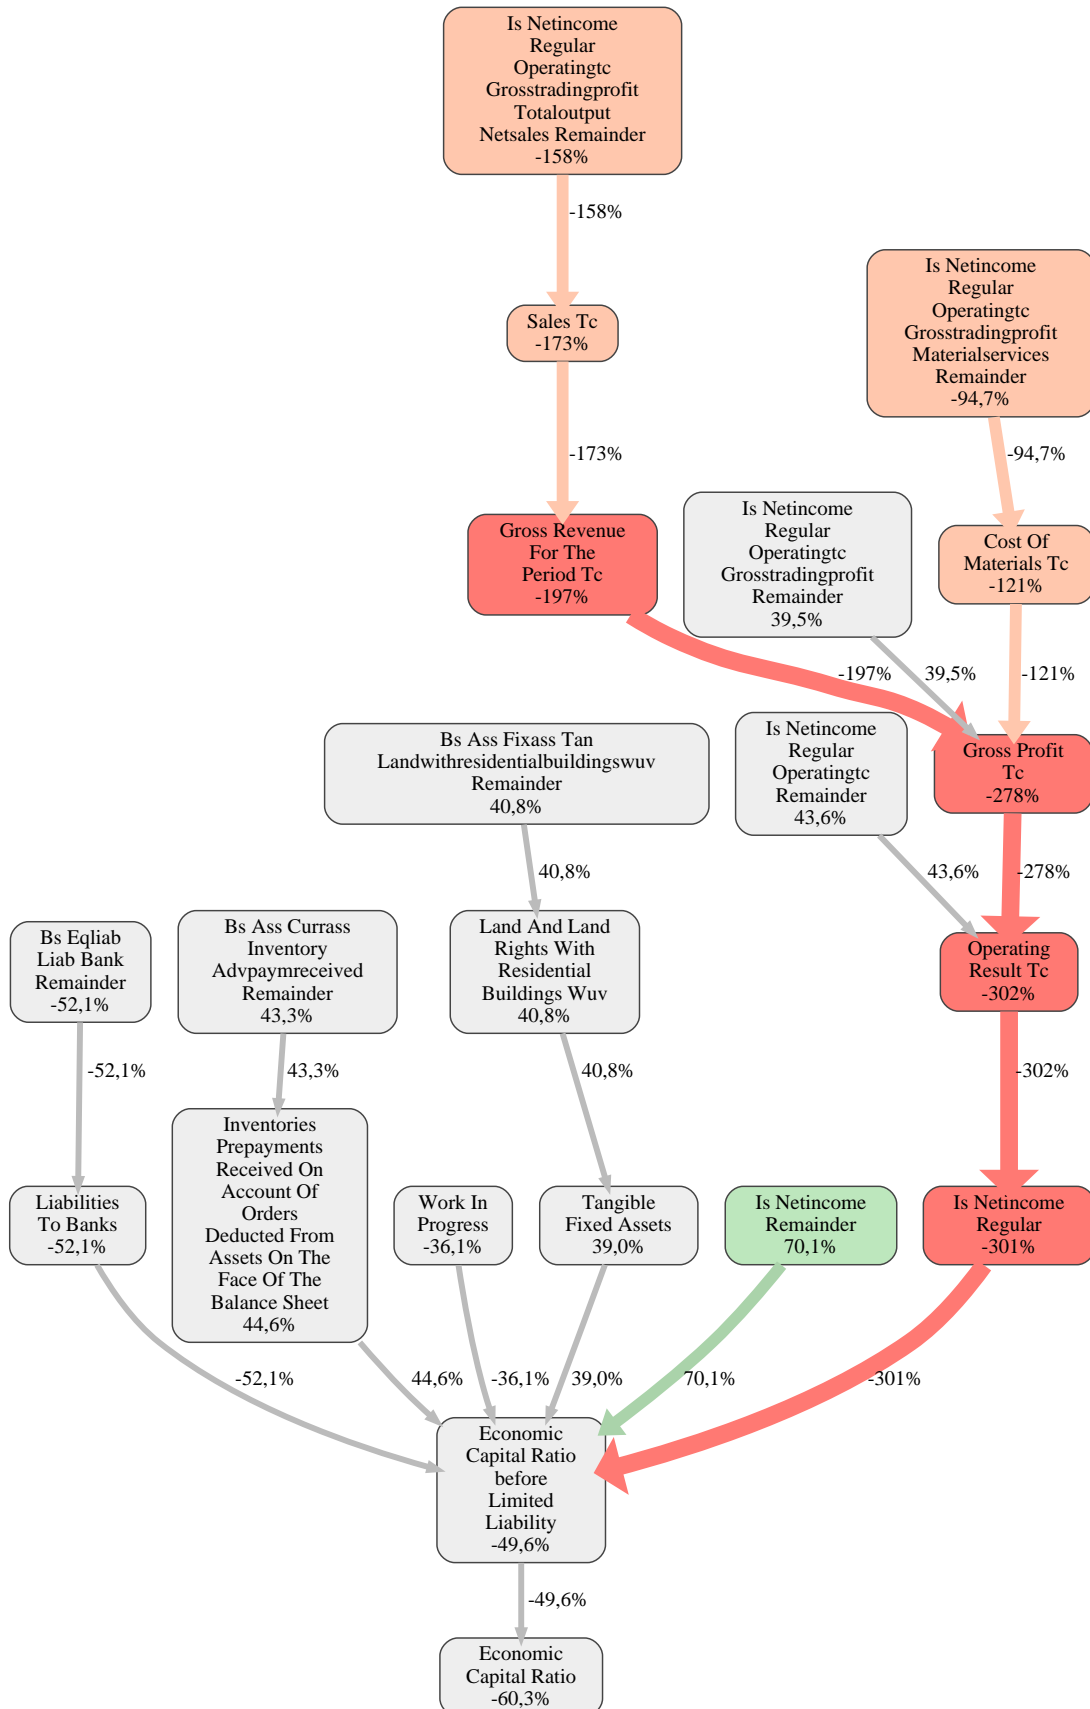 Is Netincome
Regular
Operatingtc
Grosstradingprofit
Totaloutput
Netsales Remainder
-158%
-158%
Is Netincome
Regular
Operatingtc
Grosstradingprofit
Materialservices
Remainder
-94,7%
Sales Tc
-173%
-173%
-94,7%
Is Netincome
Regular
Operatingtc
Grosstradingprofit
Remainder
39,5%
Gross Revenue
For The
Period Tc
-197%
Cost Of
Materials Tc
-121%
-197%
39,5%
-121%
Bs Ass Fixass Tan
Landwithresidentialbuildingswuv
Remainder
40,8%
Is Netincome
Regular
Operatingtc
Remainder
43,6%
Gross Profit
Tc
-278%
40,8%
43,6%
-278%
Bs Eqliab
Liab Bank
Remainder
-52,1%
Bs Ass Currass
Inventory
Advpaymreceived
Remainder
43,3%
Land And Land
Rights With
Residential
Buildings Wuv
40,8%
Operating
Result Tc
-302%
-52,1%
43,3%
40,8%
-302%
Liabilities
To Banks
-52,1%
Inventories
Prepayments
Received On
Account Of
Orders
Deducted From
Assets On The
Face Of The
Balance Sheet
44,6%
Work In
Progress
-36,1%
Tangible
Fixed Assets
39,0%
Is Netincome
Remainder
70,1%
Is Netincome
Regular
-301%
-52,1%
44,6%
-36,1%
39,0%
70,1%
-301%
Economic
Capital Ratio
before
Limited
Liability
-49,6%
-49,6%
Economic
Capital Ratio
-60,3%